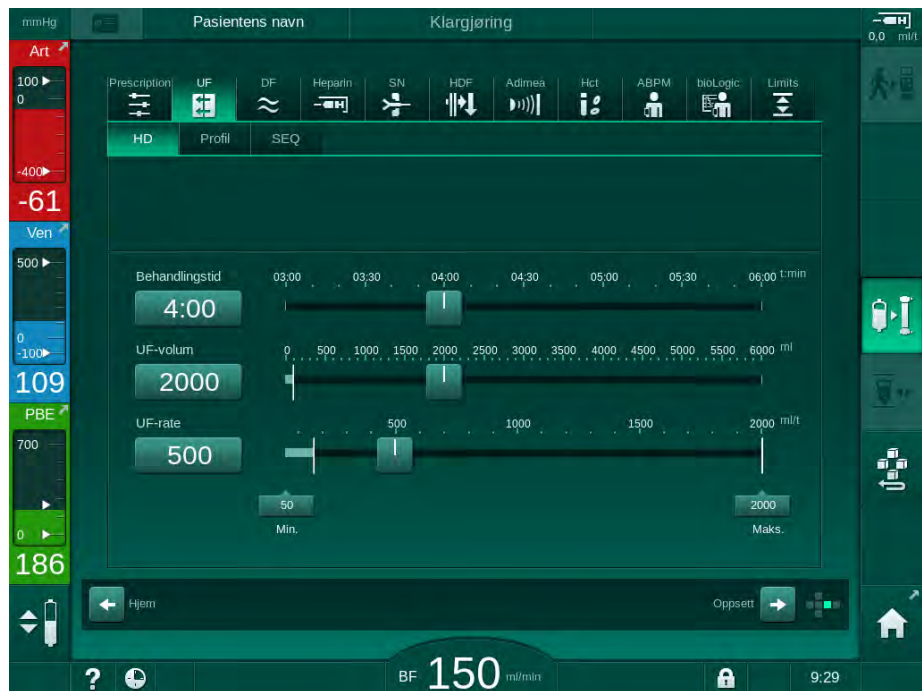 mmHg Pasientens navn Klargjøring 0,0 ml/t
Art
100
0
-400
-61
Ven
500
0
-100
109
PBE
700
0
186
Prescription UF DF Heparin SN HDF Adimea Hct ABPM bioLogic Limits
HD Profil SEQ
Behandlingstid 03:00 03:30 04:00 04:30 05:00 05:30 06:00 t:min
4:00
UF-volum 0 500 1000 1500 2000 2500 3000 3500 4000 4500 5000 5500 6000 ml
2000
UF-rate 500 1000 1500 2000 ml/t
500
50 2000
Min. Maks.
Hjem Oppsett
? BF 150 ml/min 9:29